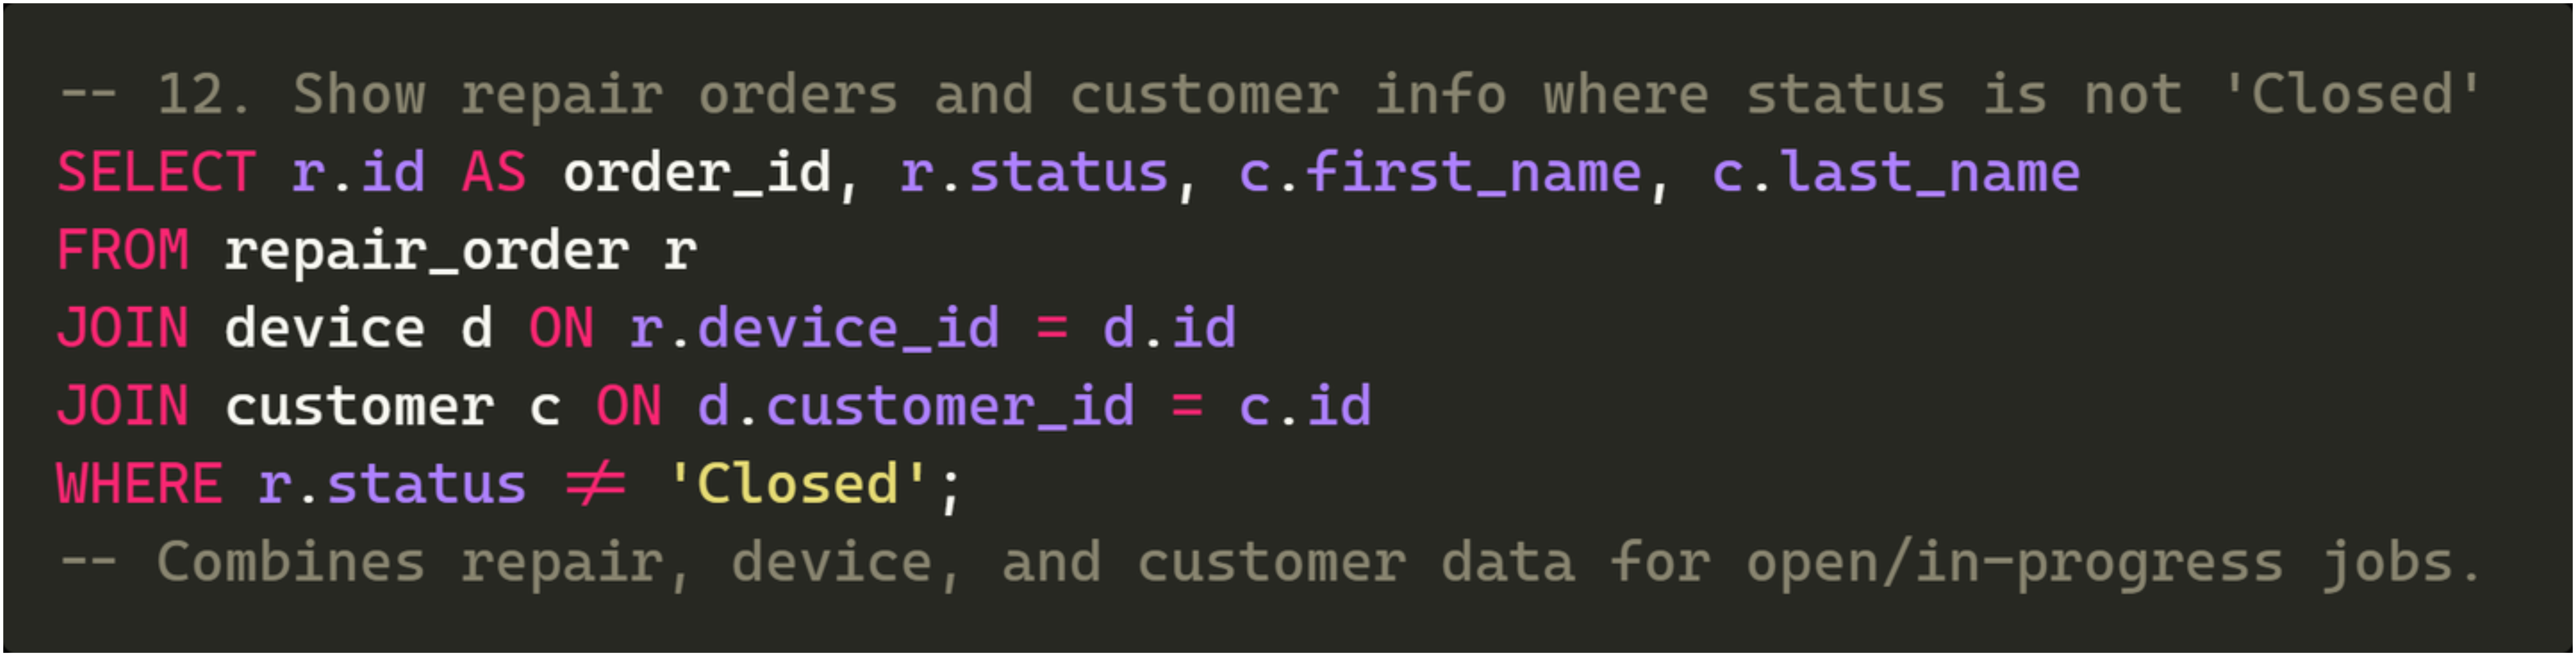 -- 12. Show repair orders and customer info where status is not 'Closed'
SELECT r.id AS order_id, r.status, c.first_name, c.last_name
FROM repair_order r
JOIN device d ON r.device_id = d.id
JOIN customer c ON d.customer_id = c.id
WHERE r.status ≠ 'Closed';
-- Combines repair, device, and customer data for open/in-progress jobs.